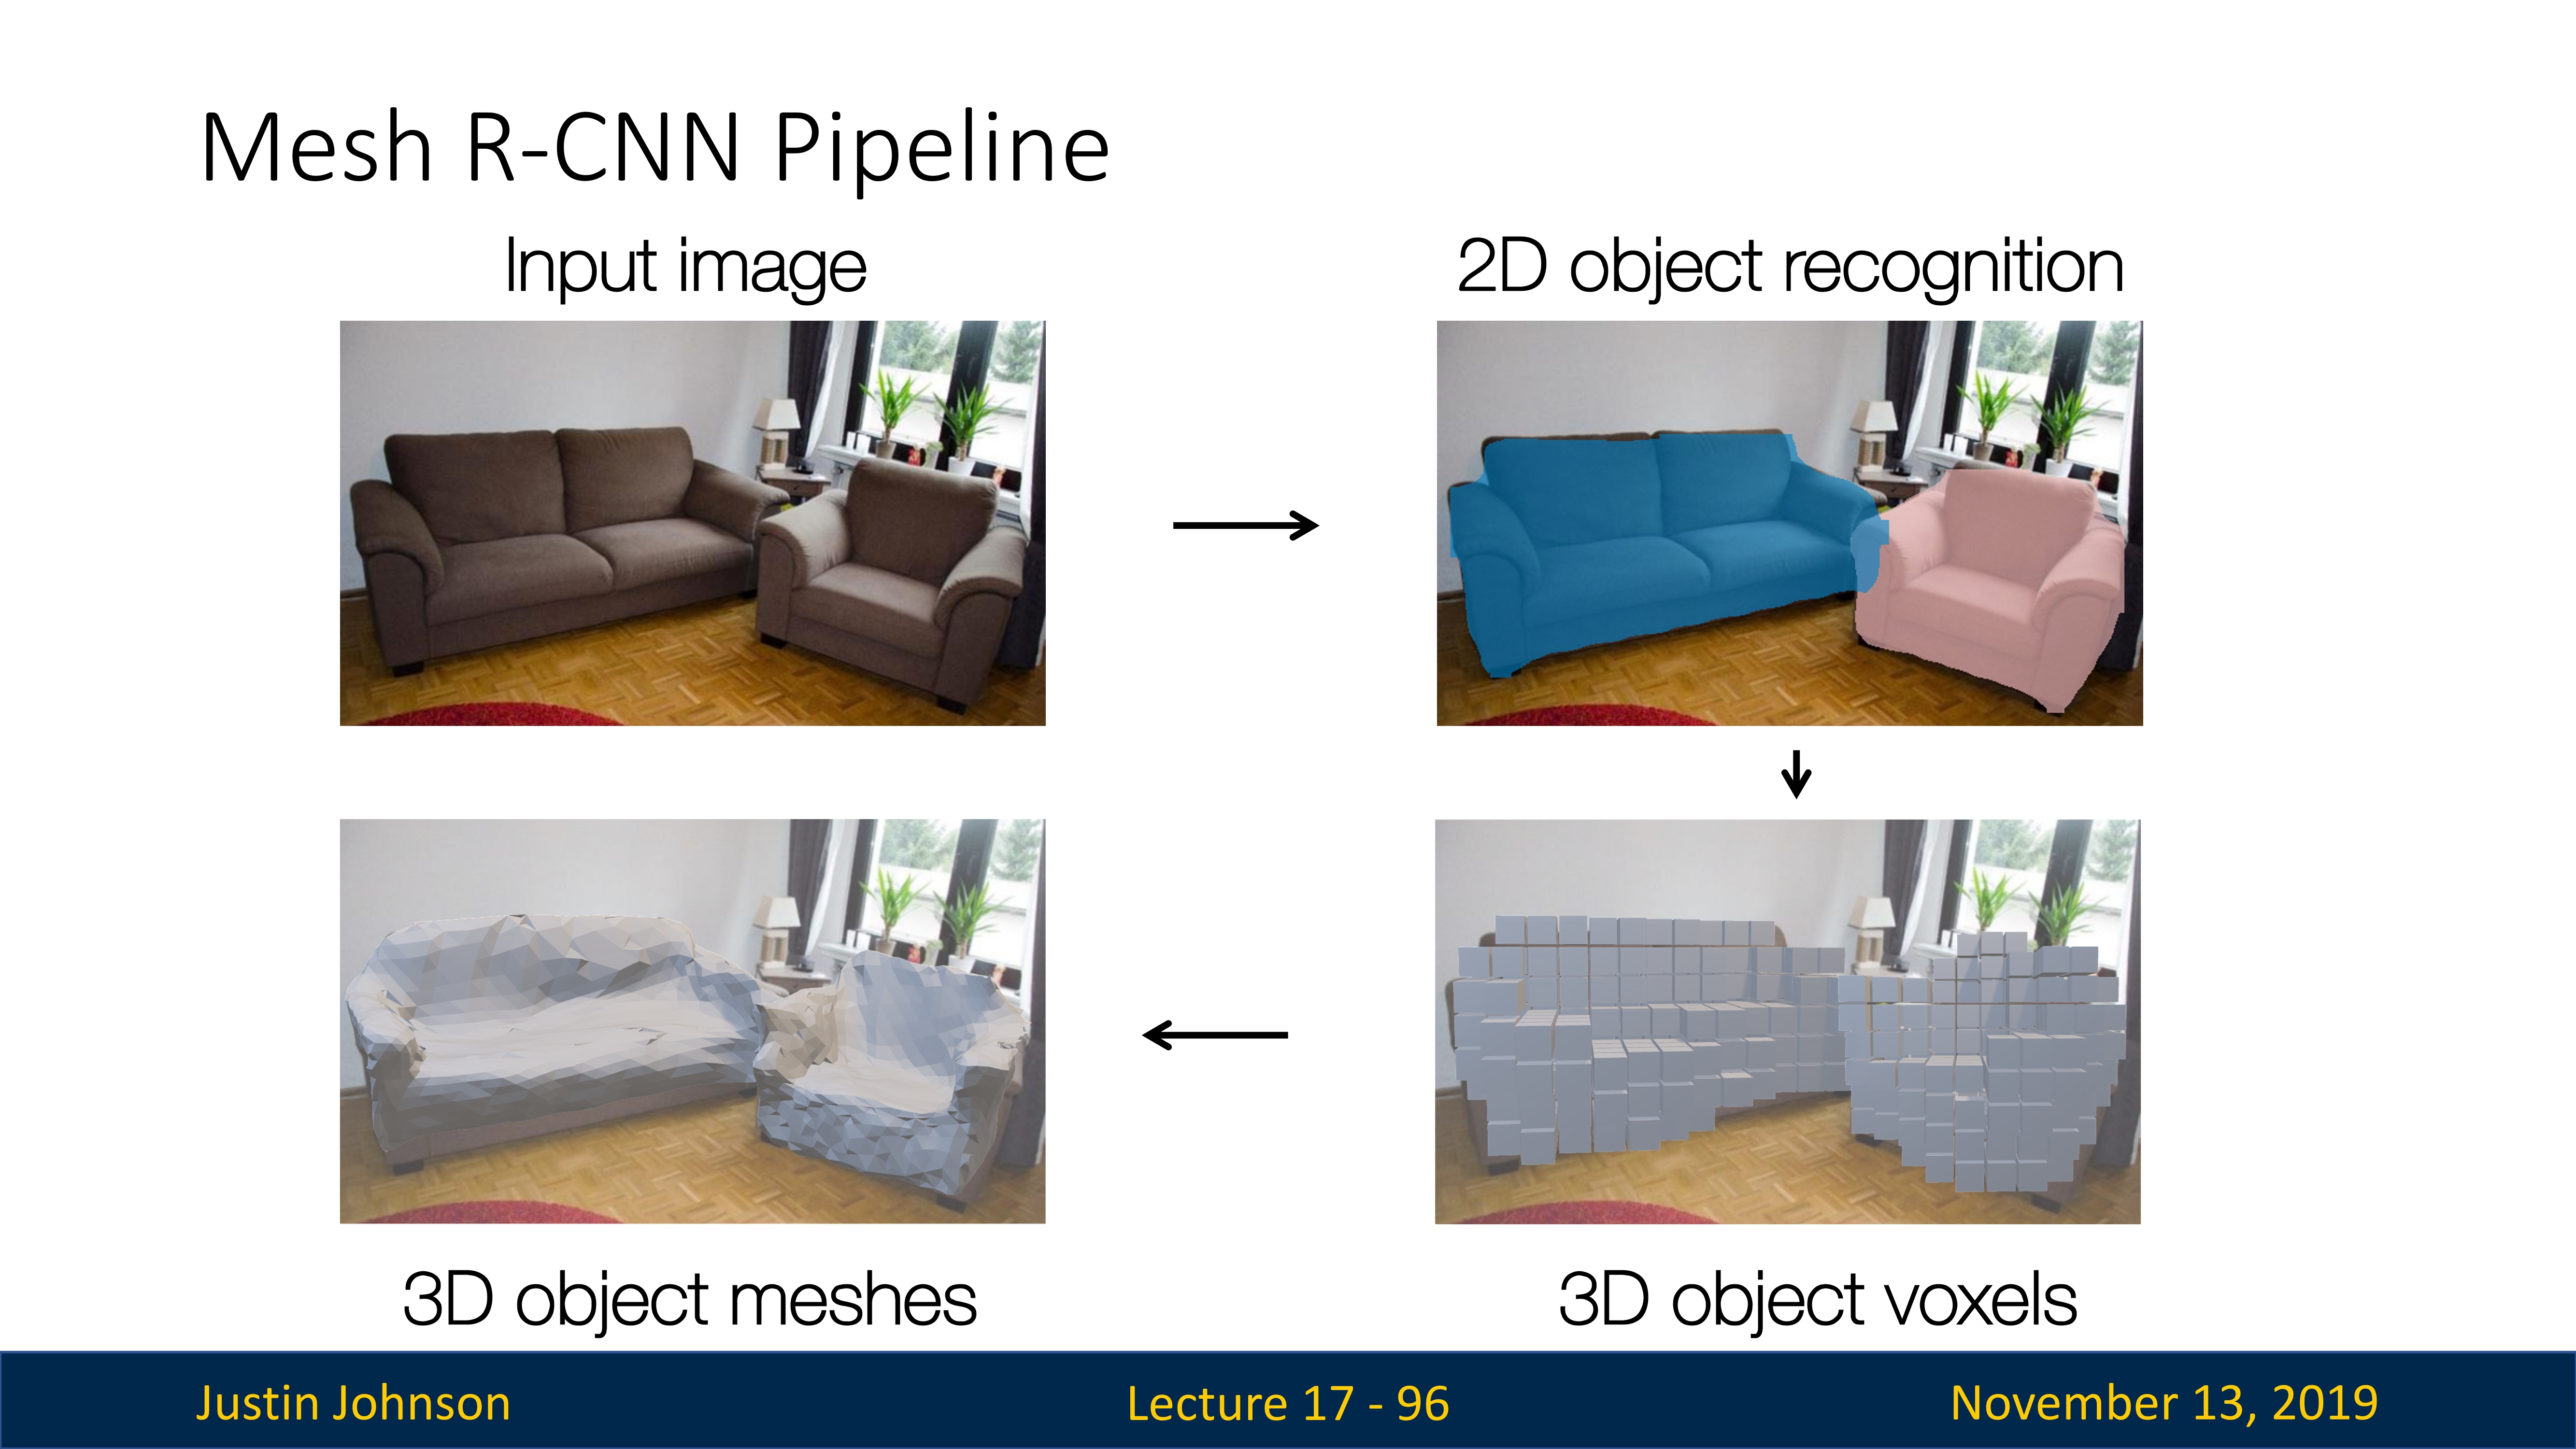 Mesh R-CNN Pipeline
Input image
2D object recognition
3D object meshes
3D object voxels
Justin Johnson
Lecture 17 - 96
November 13, 2019